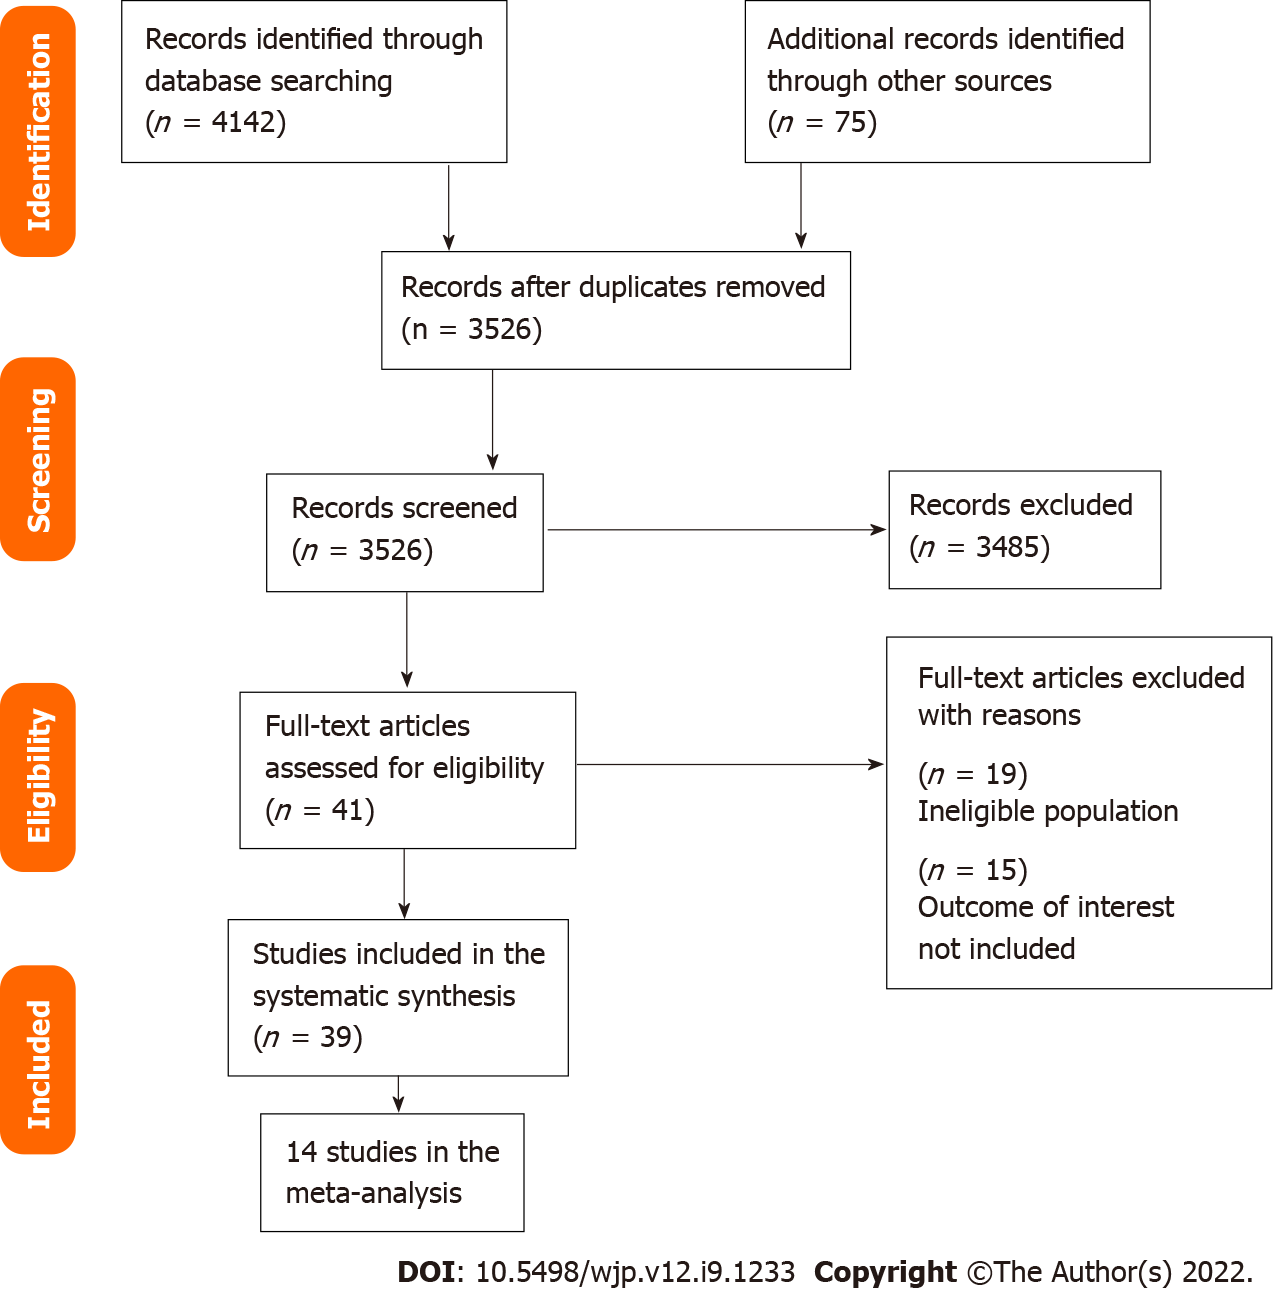 Identification
Records identified through
database searching
(n = 4142)
Additional records identified
through other sources
(n = 75)
Records after duplicates removed
(n = 3526)
Screening
Records screened
(n = 3526)
Records excluded
(n = 3485)
Eligibility
Full-text articles
assessed for eligibility
(n = 41)
Full-text articles excluded
with reasons
(n = 19)
Ineligible population
(n = 15)
Outcome of interest
not included
Included
Studies included in the
systematic synthesis
(n = 39)
14 studies in the
meta-analysis
DOI: 10.5498/wjp.v12.i9.1233 Copyright ©The Author(s) 2022.